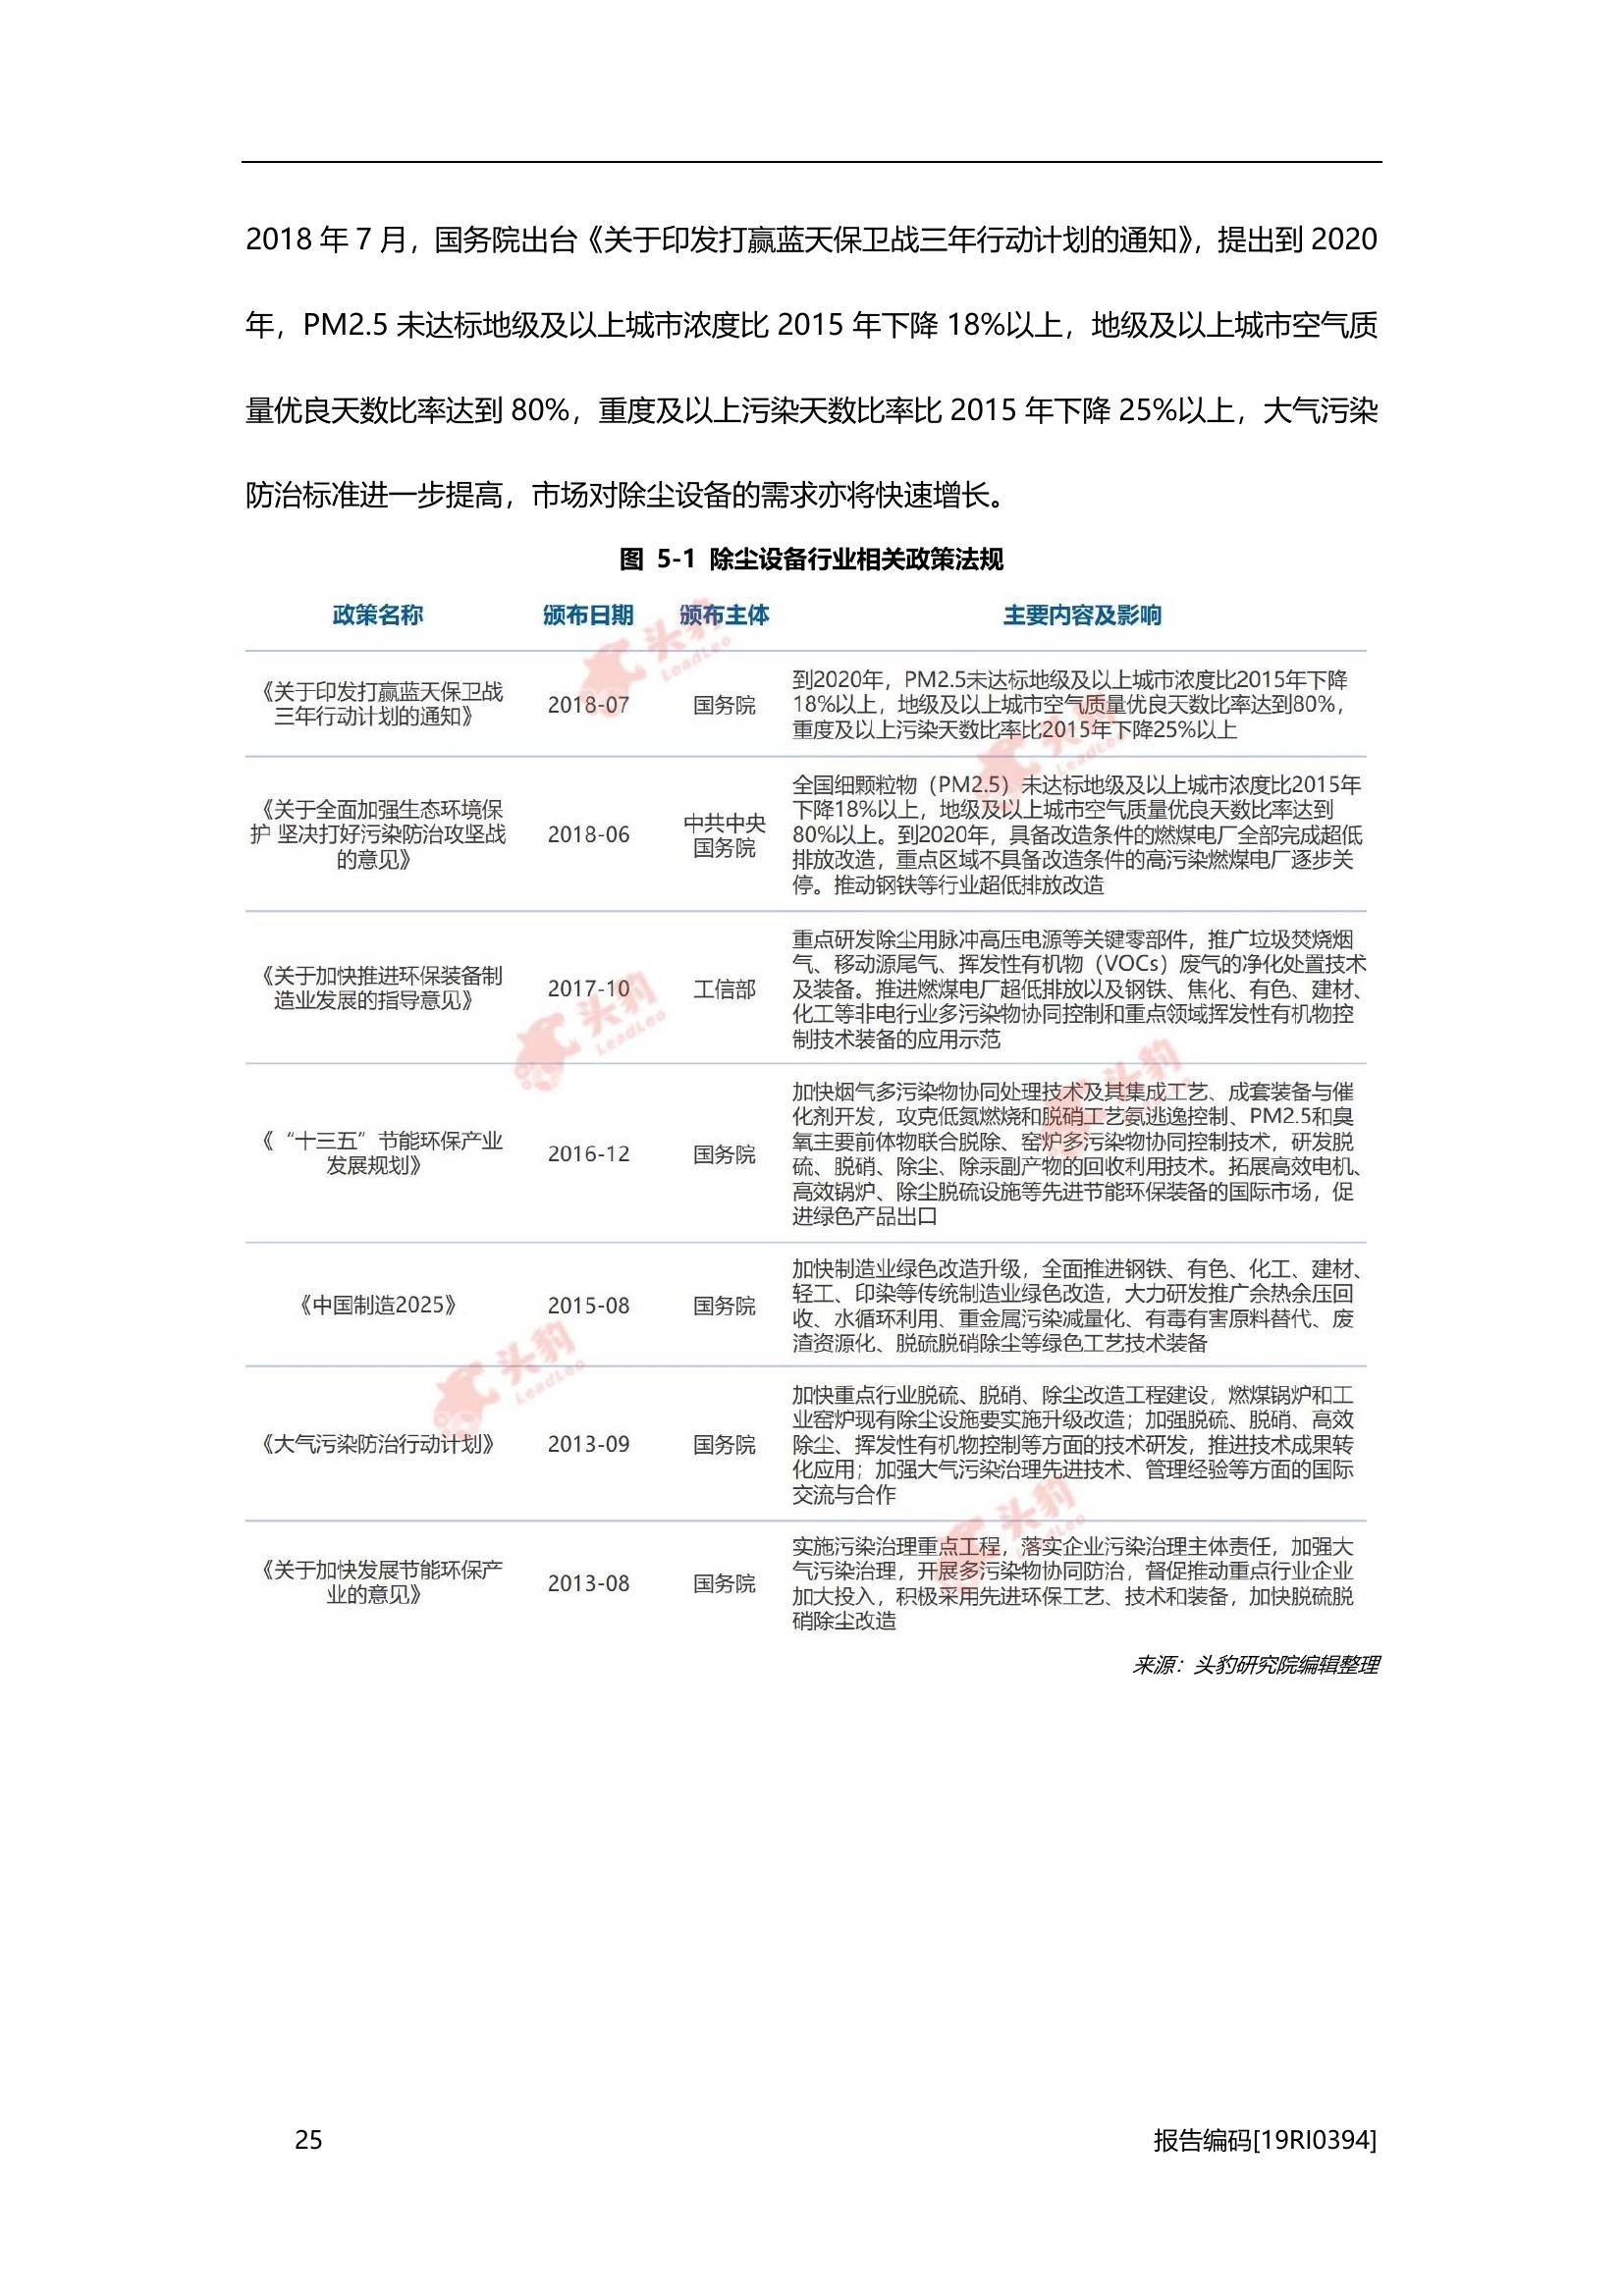 2018 年 7 月，国务院出台《关于印发打赢蓝天保卫战三年行动计划的通知》，提出到 2020
年，PM2.5 未达标地级及以上城市浓度比 2015 年下降 18%以上，地级及以上城市空气质
量优良天数比率达到 80%，重度及以上污染天数比率比 2015 年下降 25%以上，大气污染
防治标准进一步提高，市场对除尘设备的需求亦将快速增长。
图 5-1 除尘设备行业相关政策法规
政策名称 颁布日期 颁布主体 主要内容及影响
《关于印发打赢蓝天保卫战
三年行动计划的通知》
2018-07
国务院
到2020年，PM2.5未达标地级及以上城市浓度比2015年下降
18%以上，地级及以上城市空气质量优良天数比率达到80%，
重度及以上污染天数比率比2015年下降25%以上
《关于全面加强生态环境保
护 坚决打好污染防治攻坚战
的意见》
2018-06
中共中央
国务院
全国细颗粒物（PM2.5）未达标地级及以上城市浓度比2015年
下降18%以上，地级及以上城市空气质量优良天数比率达到
80%以上。到2020年，具备改造条件的燃煤电厂全部完成超低
排放改造，重点区域不具备改造条件的高污染燃煤电厂逐步关
停。推动钢铁等行业超低排放改造
《关于加快推进环保装备制
造业发展的指导意见》
2017-10
工信部
重点研发除尘用脉冲高压电源等关键零部件，推广垃圾焚烧烟
气、移动源尾气、挥发性有机物（VOCs）废气的净化处置技术
及装备。推进燃煤电厂超低排放以及钢铁、焦化、有色、建材、
化工等非电行业多污染物协同控制和重点领域挥发性有机物控
制技术装备的应用示范
《“十三五”节能环保产业
发展规划》
2016-12
国务院
加快烟气多污染物协同处理技术及其集成工艺、成套装备与催
化剂开发，攻克低氮燃烧和脱硝工艺氨逃逸控制、PM2.5和臭
氧主要前体物联合脱除、窑炉多污染物协同控制技术，研发脱
硫、脱硝、除尘、除汞副产物的回收利用技术。拓展高效电机、
高效锅炉、除尘脱硫设施等先进节能环保装备的国际市场，促
进绿色产品出口
《中国制造2025》
2015-08
国务院
加快制造业绿色改造升级，全面推进钢铁、有色、化工、建材、
轻工、印染等传统制造业绿色改造，大力研发推广余热余压回
收、水循环利用、重金属污染减量化、有毒有害原料替代、废
渣资源化、脱硫脱硝除尘等绿色工艺技术装备
《大气污染防治行动计划》
2013-09
国务院
加快重点行业脱硫、脱硝、除尘改造工程建设，燃煤锅炉和工
业窑炉现有除尘设施要实施升级改造；加强脱硫、脱硝、高效
除尘、挥发性有机物控制等方面的技术研发，推进技术成果转
化应用；加强大气污染治理先进技术、管理经验等方面的国际
交流与合作
《关于加快发展节能环保产
业的意见》
2013-08
国务院
实施污染治理重点工程，落实企业污染治理主体责任，加强大
气污染治理，开展多污染物协同防治，督促推动重点行业企业
加大投入，积极采用先进环保工艺、技术和装备，加快脱硫脱
硝除尘改造
头豹
LeadLeo
头豹
LeadLeo
头豹
LeadLeo
头豹
头豹
LeadLeo
头豹
LeadLeo
来源：头豹研究院编辑整理
25
报告编码[19RI0394]